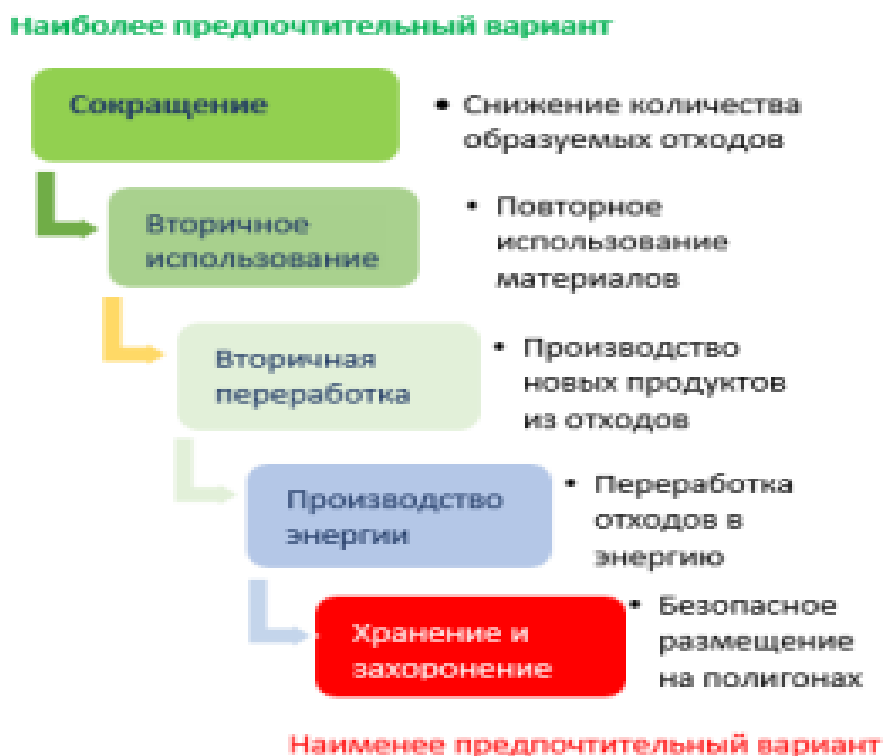 Наиболее предпочтительный вариант
Сокращение
• Снижение количества
образуемых отходов
Вторичное
использование
• Повторное
использование
материалов
Вторичная
переработка
• Производство
новых продуктов
из отходов
Производство
энергии
• Переработка
отходов в
энергию
Хранение и
захоронение
• Безопасное
размещение
на полигонах
Наименее предпочтительный вариант